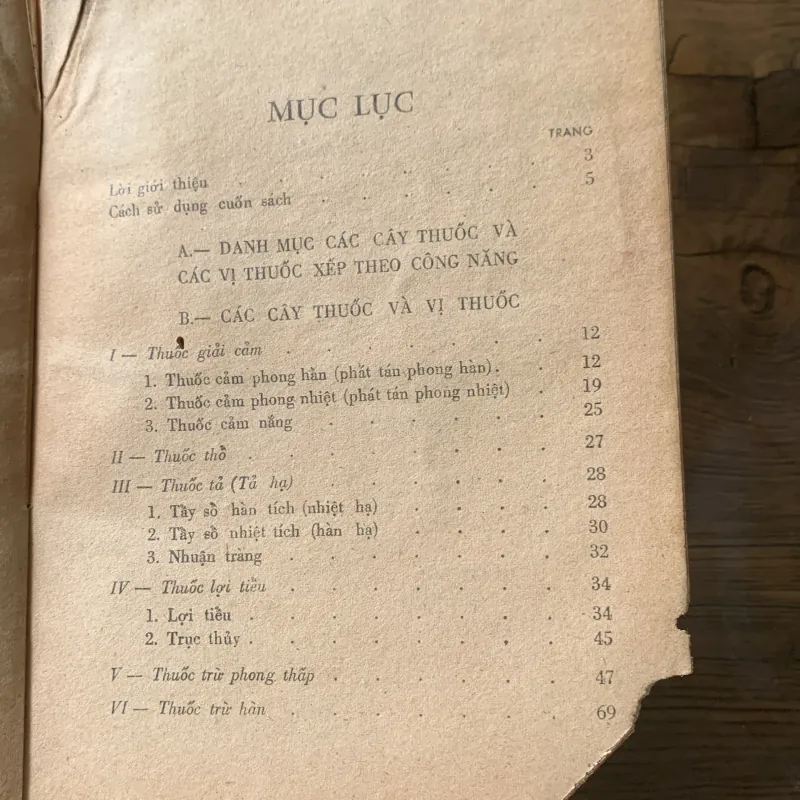 MỤC LỤC
TRANG
Lời giới thiệu . . . . . . . . 3
Cách sử dụng cuốn sách . . . . . . 5
A.— DANH MỤC CÁC CÂY THUỐC VÀ
CÁC VỊ THUỐC XẾP THEO CÔNG NĂNG
B.— CÁC CÂY THUỐC VÀ VỊ THUỐC
I — Thuốc giải cảm . . . . . . . 12
1. Thuốc cảm phong hàn (phát tán phong hàn) . . 12
2. Thuốc cảm phong nhiệt (phát tán phong nhiệt) . 19
3. Thuốc cảm nắng . . . . . . 25
II — Thuốc thổ . . . . . . . . 27
III — Thuốc tả (Tả hạ) . . . . . . 28
1. Tẩy sổ hàn tích (nhiệt hạ) . . . . 28
2. Tẩy sổ nhiệt tích (hàn hạ) . . . . 30
3. Nhuận tràng . . . . . . . 32
IV — Thuốc lợi tiểu . . . . . . . 34
1. Lợi tiểu . . . . . . . . 34
2. Trục thủy . . . . . . . . 45
V — Thuốc trừ phong thấp . . . . . . 47
VI — Thuốc trừ hàn . . . . . . . 69